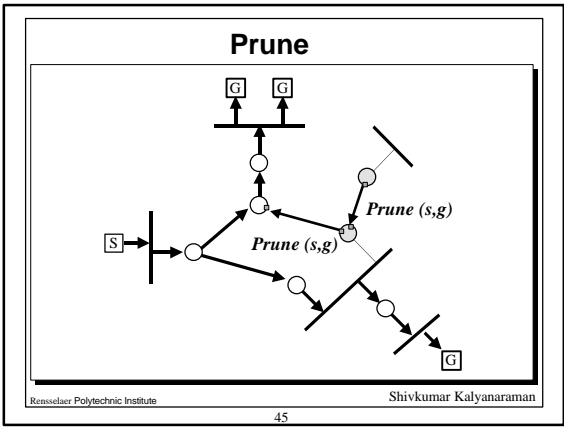 Prune
G G
Prune (s,g)
Prune (s,g)
S
G
Rensselaer Polytechnic Institute
Shivkumar Kalyanaraman
45